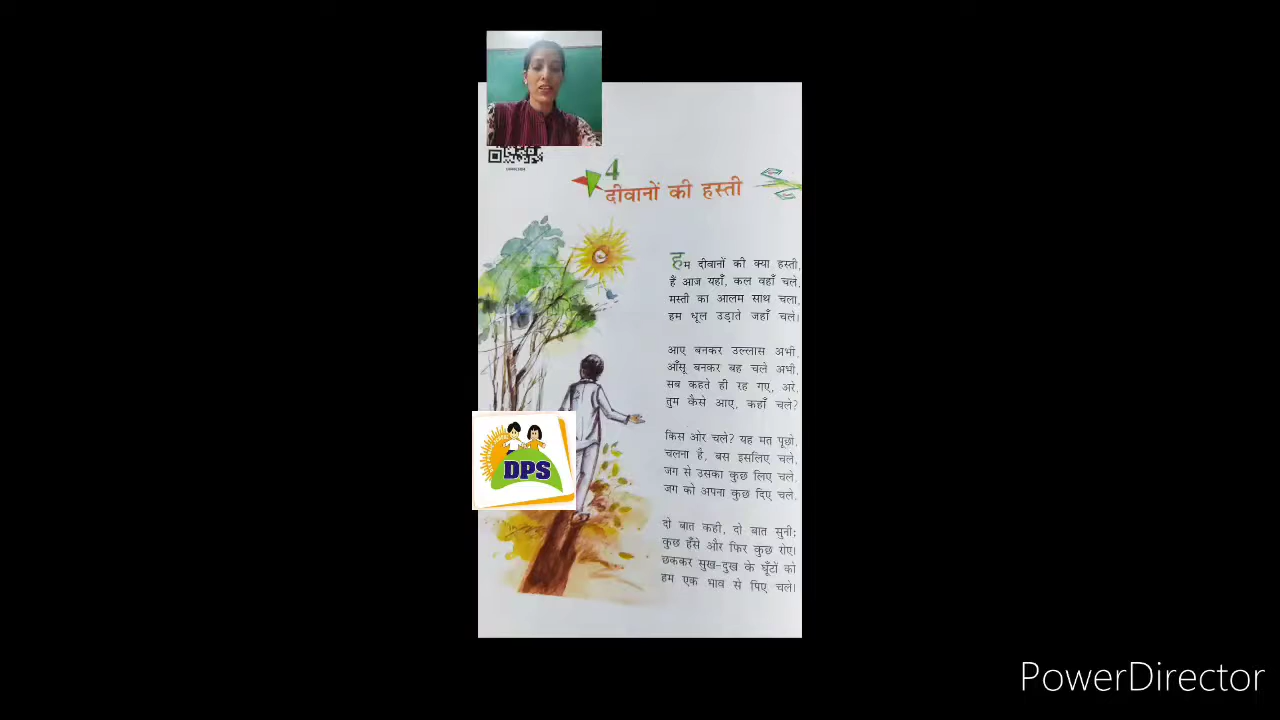 4
दीवानों की हस्ती
हम दीवानों की क्या हस्ती,
हैं आज यहाँ, कल वहाँ चले,
मस्ती का आलम साथ चला,
हम धूल उड़ाते जहाँ चले।
आए बनकर उल्लास अभी,
आँसू बनकर बह चले अभी,
सब कहते ही रह गए, अरे,
तुम कैसे आए, कहाँ चले?
किस ओर चले? यह मत पूछो,
चलना है, बस इसलिए चले,
जग से उसका कुछ लिए चले,
जग को अपना कुछ दिए चले,
दो बात कही, दो बात सुनी;
कुछ हँसे और फिर कुछ रोए।
छककर सुख-दुख के घूँटों को
हम एक भाव से पिए चले।
DPS
PowerDirector